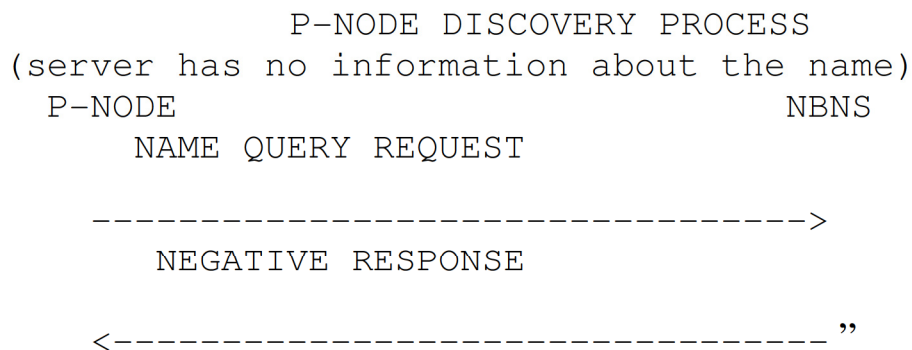 P-NODE DISCOVERY PROCESS
(server has no information about the name)
P-NODE NBNS
NAME QUERY REQUEST
--------------------------------->
NEGATIVE RESPONSE
<--------------------------------”